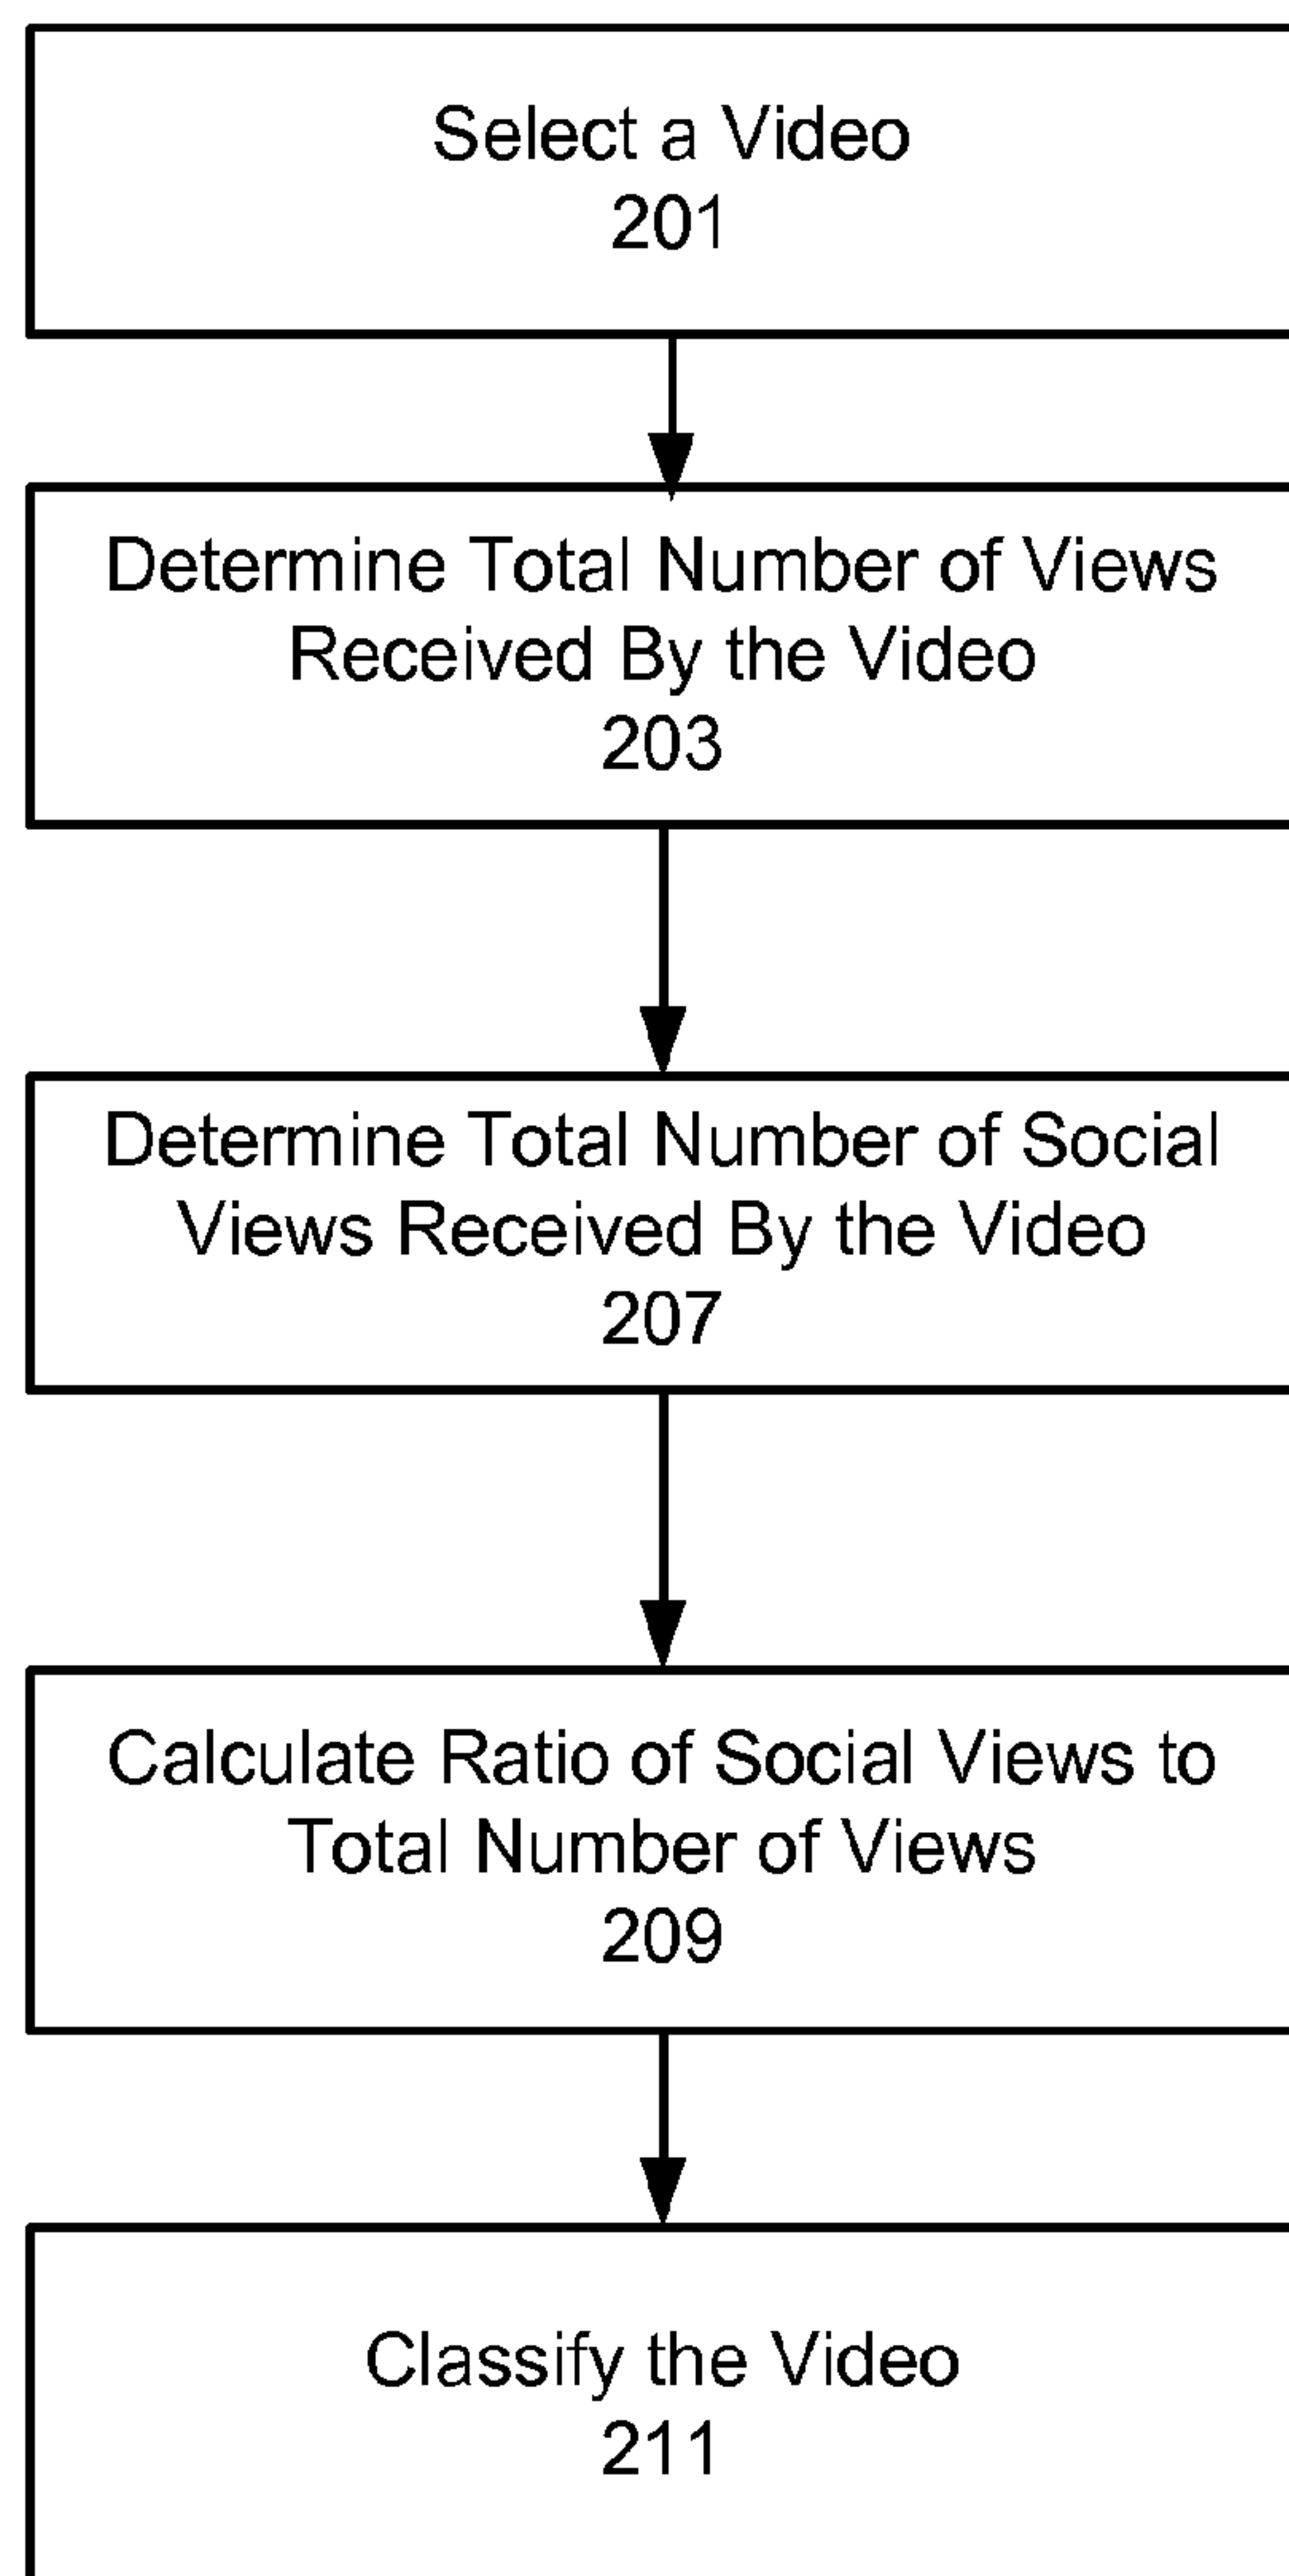 Select a Video
201
Determine Total Number of Views
Received By the Video
203
Determine Total Number of Social
Views Received By the Video
207
Calculate Ratio of Social Views to
Total Number of Views
209
Classify the Video
211